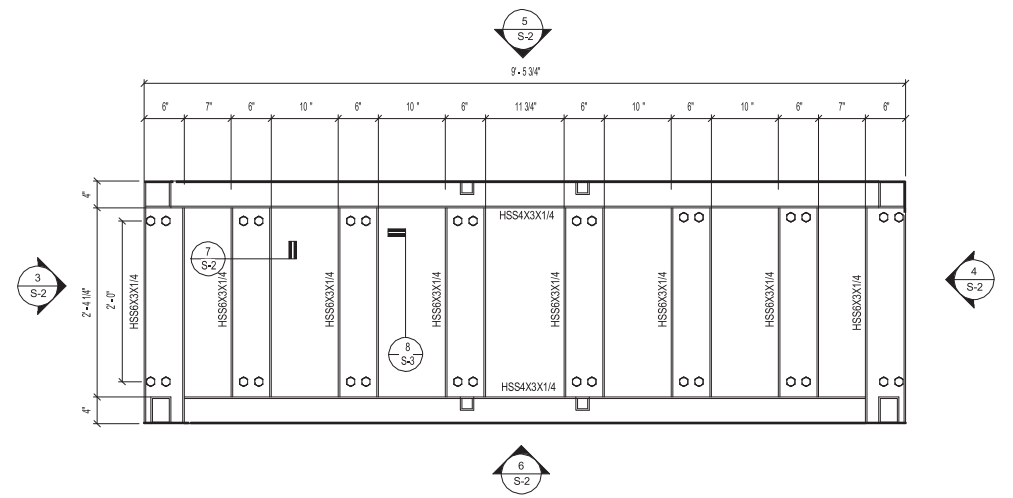 5
S-2
9' - 5 3/4"
6" 7" 6" 10 " 6" 10 " 6" 11 3/4" 6" 10 " 6" 10 " 6" 7" 6"
4"
HSS4X3X1/4
7
S-2
3
S-2
4
S-2
2' - 4 1/4"
2' - 0"
HSS6X3X1/4
HSS6X3X1/4
HSS6X3X1/4
HSS6X3X1/4
HSS6X3X1/4
HSS6X3X1/4
HSS6X3X1/4
HSS6X3X1/4
8
S-3
HSS4X3X1/4
4"
6
S-2